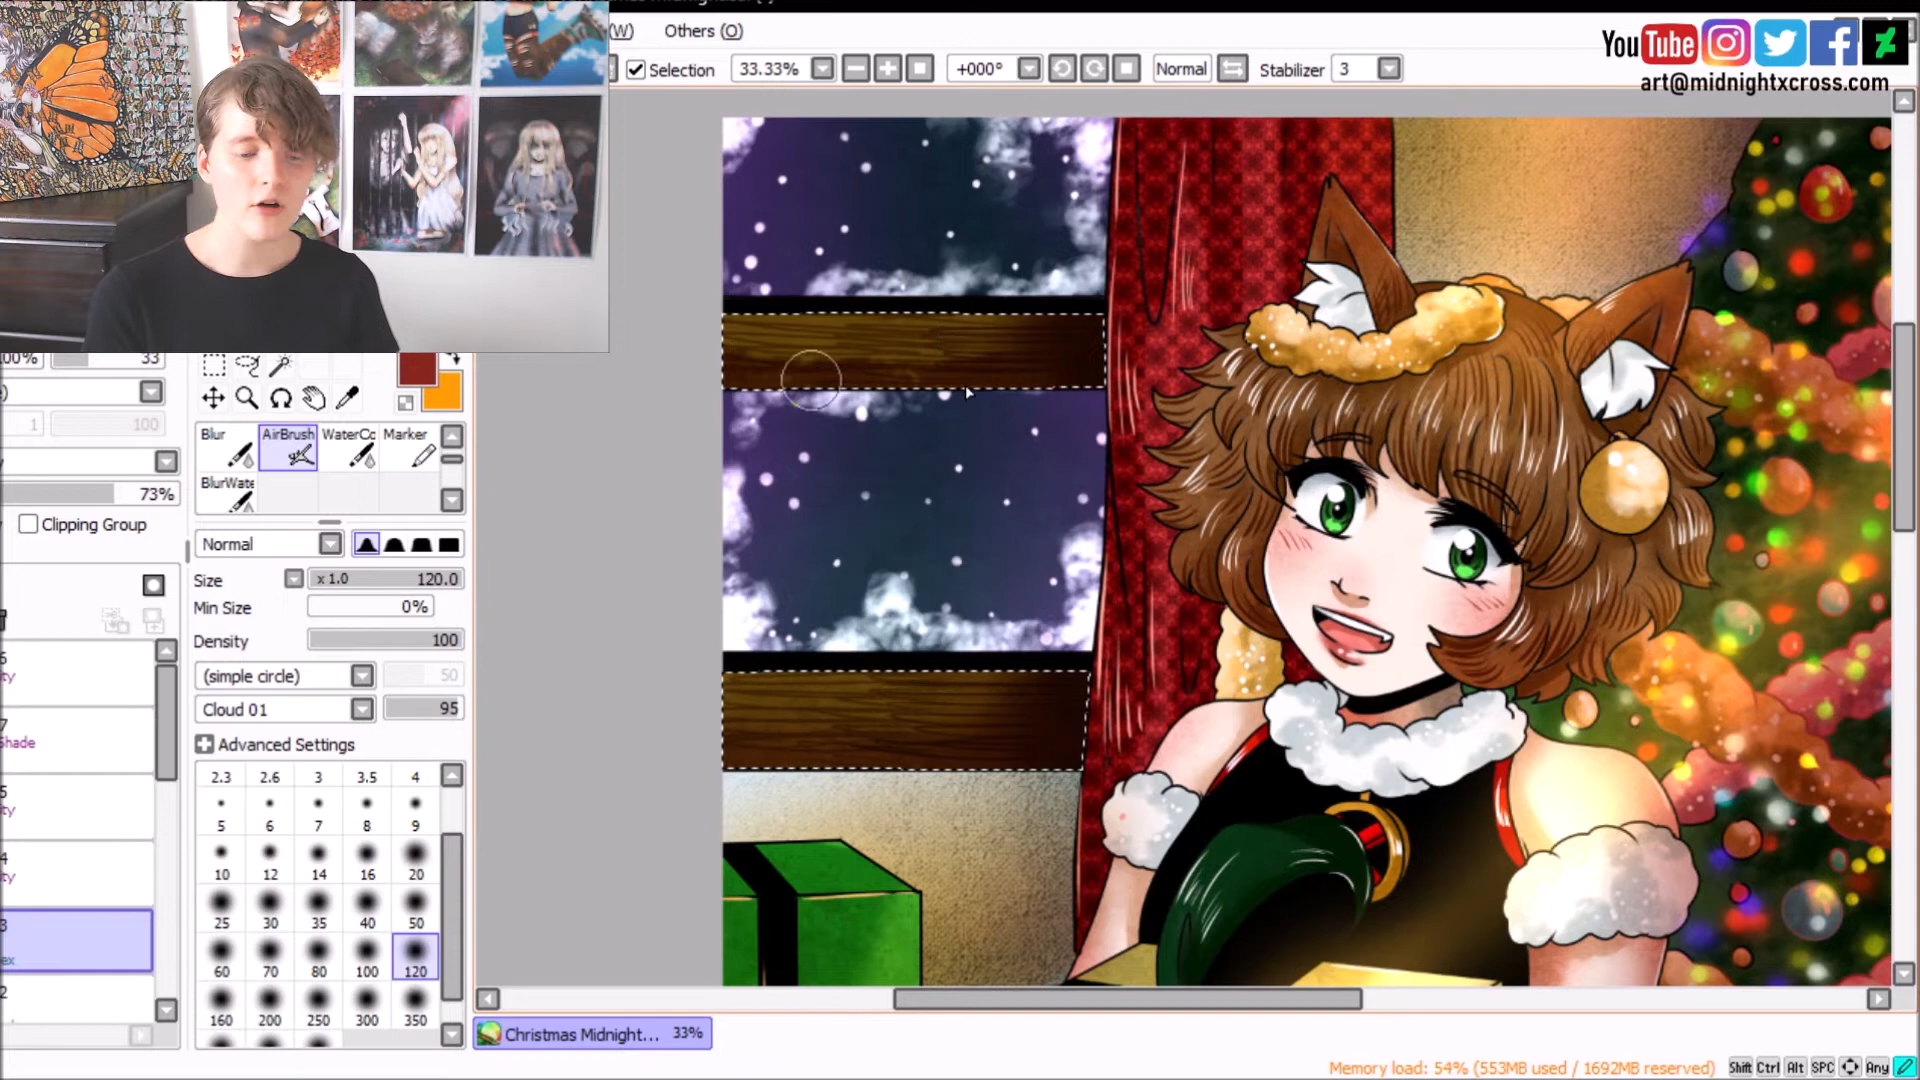 (W) Others (O)
Selection 33.33% +000° Normal Stabilizer 3
YouTube
art@midnightxcross.com
100% 33
1 100
73%
Clipping Group
Blur AirBrush WaterCo Marker
BlurWate
Normal
Size x 1.0 120.0
Min Size 0%
Density 100
(simple circle) 50
Cloud 01 95
Advanced Settings
2.3 2.6 3 3.5 4
5 6 7 8 9
10 12 14 16 20
25 30 35 40 50
60 70 80 100 120
160 200 250 300 350
Christmas Midnight... 33%
Memory load: 54% (553MB used / 1692MB reserved) Shift Ctrl Alt SPC Any